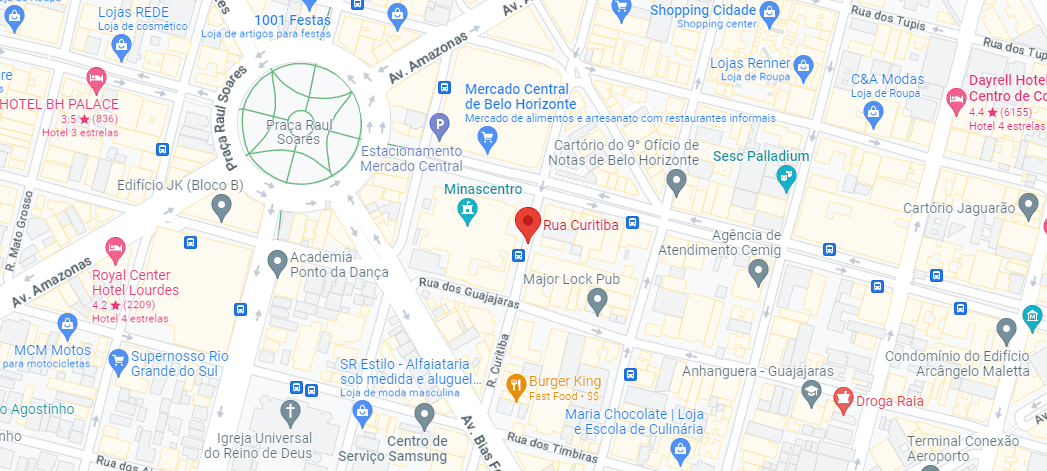 Lojas REDE
Loja de cosmético
1001 Festas
Loja de artigos para festas
Shopping Cidade
Shopping center
Rua dos Tupis
Rua dos Tup
Av. Amazonas
Lojas Renner
Loja de Roupa
C&A Modas
Loja de Roupa
Dayrell Hotel
Centro de Co
4.4 ★ (6155)
Hotel 4 estrelas
HOTEL BH PALACE
3.5 ★ (836)
Hotel 3 estrelas
Praça Raul Soares
Praça Raul
Soares
P
Mercado Central
de Belo Horizonte
Mercado de alimentos e artesanato com restaurantes informais
Estacionamento
Mercado Central
Cartório do 9° Ofício de
Notas de Belo Horizonte
Sesc Palladium
Edifício JK (Bloco B)
Minascentro
Rua Curitiba
Cartório Jaguarão
R. Mato Grosso
Agência de
Atendimento Cemig
Av. Amazonas
Royal Center
Hotel Lourdes
4.2 ★ (2209)
Hotel 4 estrelas
Academia
Ponto da Dança
Rua dos Guajajaras
Major Lock Pub
MCM Motos
para motocicletas
Supernosso Rio
Grande do Sul
SR Estilo - Alfaiataria
sob medida e aluguel...
Loja de moda masculina
R. Curitiba
Burger King
Fast Food · $$
Anhanguera - Guajajaras
Condomínio do Edifício
Arcângelo Maletta
Droga Raia
o Agostinho
nho
Igreja Universal
do Reino de Deus
Centro de
Serviço Samsung
Av. Bias Fo
Maria Chocolate | Loja
e Escola de Culinária
Rua dos Timbiras
Rua dos
Terminal Conexão
Aeroporto